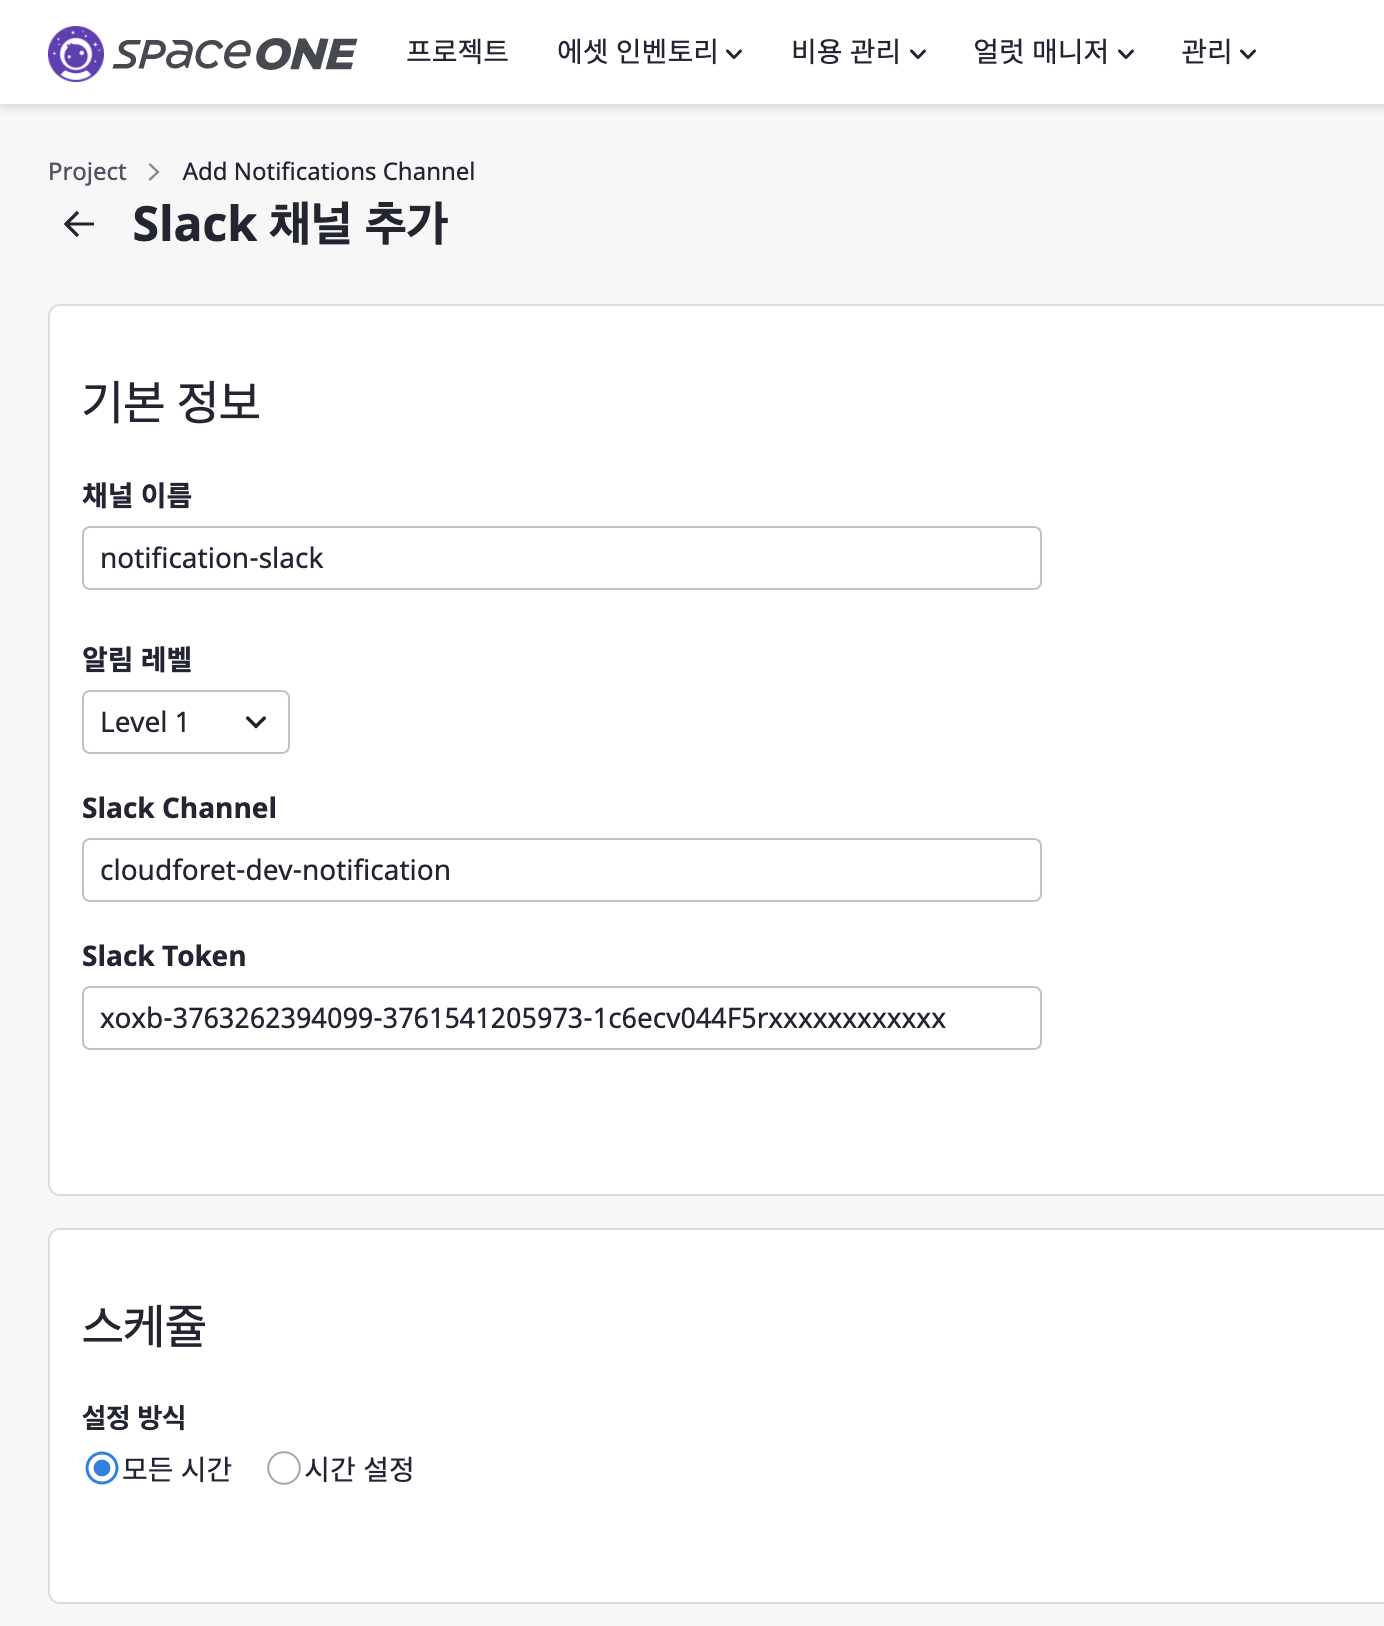 spaceONE 프로젝트 에셋 인벤토리 비용 관리 얼럿 매니저 관리
Project > Add Notifications Channel
← Slack 채널 추가
기본 정보
채널 이름
notification-slack
알림 레벨
Level 1
Slack Channel
cloudforet-dev-notification
Slack Token
xoxb-3763262394099-3761541205973-1c6ecv044F5rxxxxxxxxxxxx
스케쥴
설정 방식
모든 시간 시간 설정